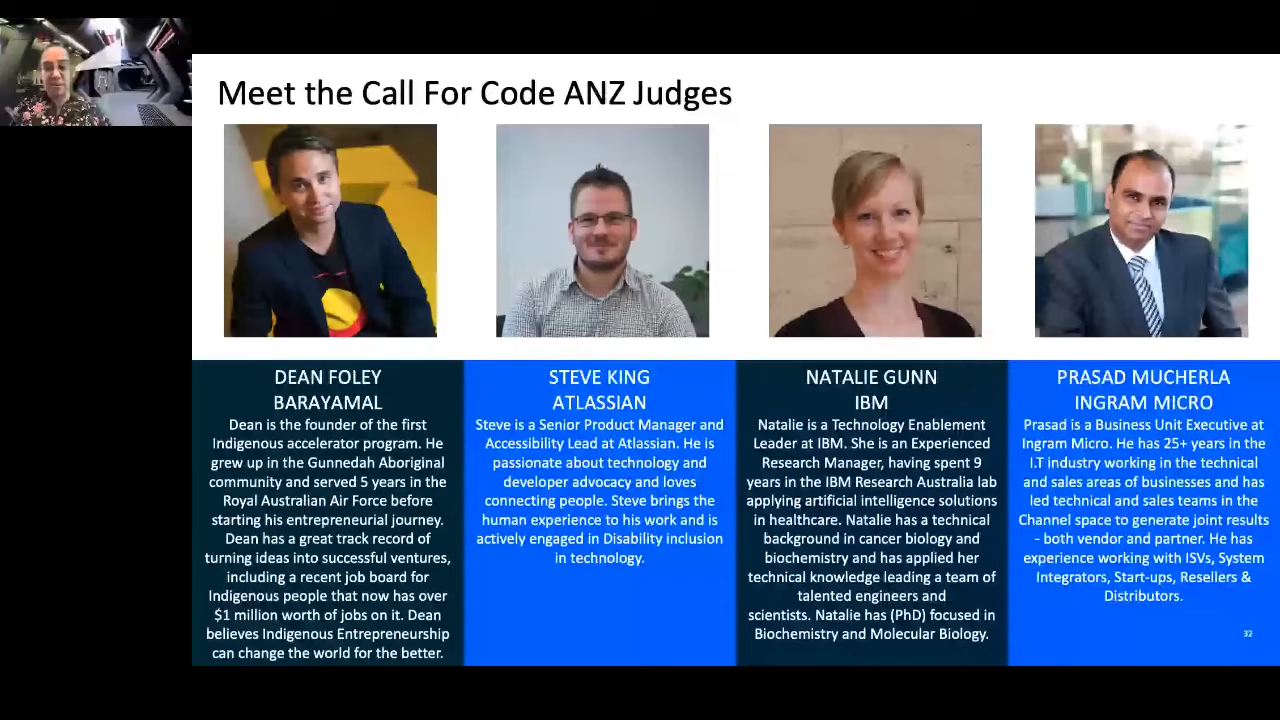 Meet the Call For Code ANZ Judges
DEAN FOLEY
BARAYAMAL
Dean is the founder of the first
Indigenous accelerator program. He
grew up in the Gunnedah Aboriginal
community and served 5 years in the
Royal Australian Air Force before
starting his entrepreneurial journey.
Dean has a great track record of
turning ideas into successful ventures,
including a recent job board for
Indigenous people that now has over
$1 million worth of jobs on it. Dean
believes Indigenous Entrepreneurship
can change the world for the better.
STEVE KING
ATLASSIAN
Steve is a Senior Product Manager and
Accessibility Lead at Atlassian. He is
passionate about technology and
developer advocacy and loves
connecting people. Steve brings the
human experience to his work and is
actively engaged in Disability inclusion
in technology.
NATALIE GUNN
IBM
Natalie is a Technology Enablement
Leader at IBM. She is an Experienced
Research Manager, having spent 9
years in the IBM Research Australia lab
applying artificial intelligence solutions
in healthcare. Natalie has a technical
background in cancer biology and
biochemistry and has applied her
technical knowledge leading a team of
talented engineers and
scientists. Natalie has (PhD) focused in
Biochemistry and Molecular Biology.
PRASAD MUCHERLA
INGRAM MICRO
Prasad is a Business Unit Executive at
Ingram Micro. He has 25+ years in the
I.T industry working in the technical
and sales areas of businesses and has
led technical and sales teams in the
Channel space to generate joint results
- both vendor and partner. He has
experience working with ISVs, System
Integrators, Start-ups, Resellers &
Distributors.
32